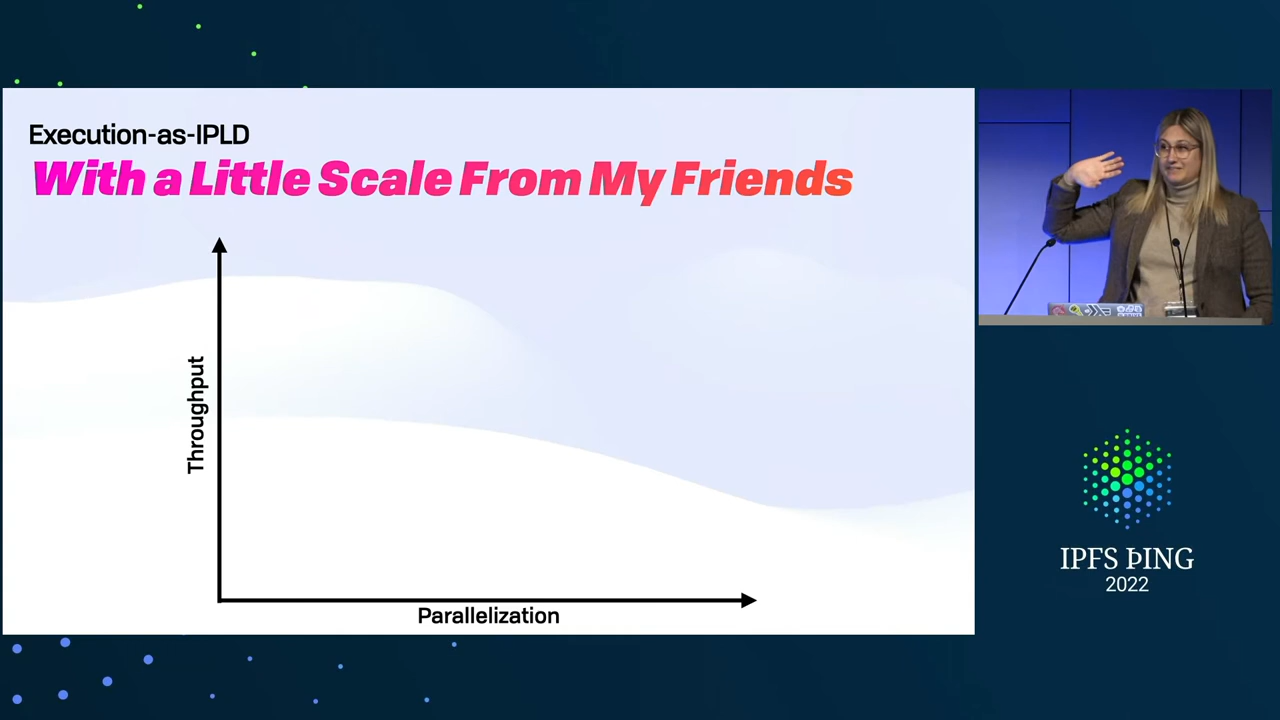 Execution-as-IPLD
With a Little Scale From My Friends
Throughput
Parallelization
IPFS ÞING
2022